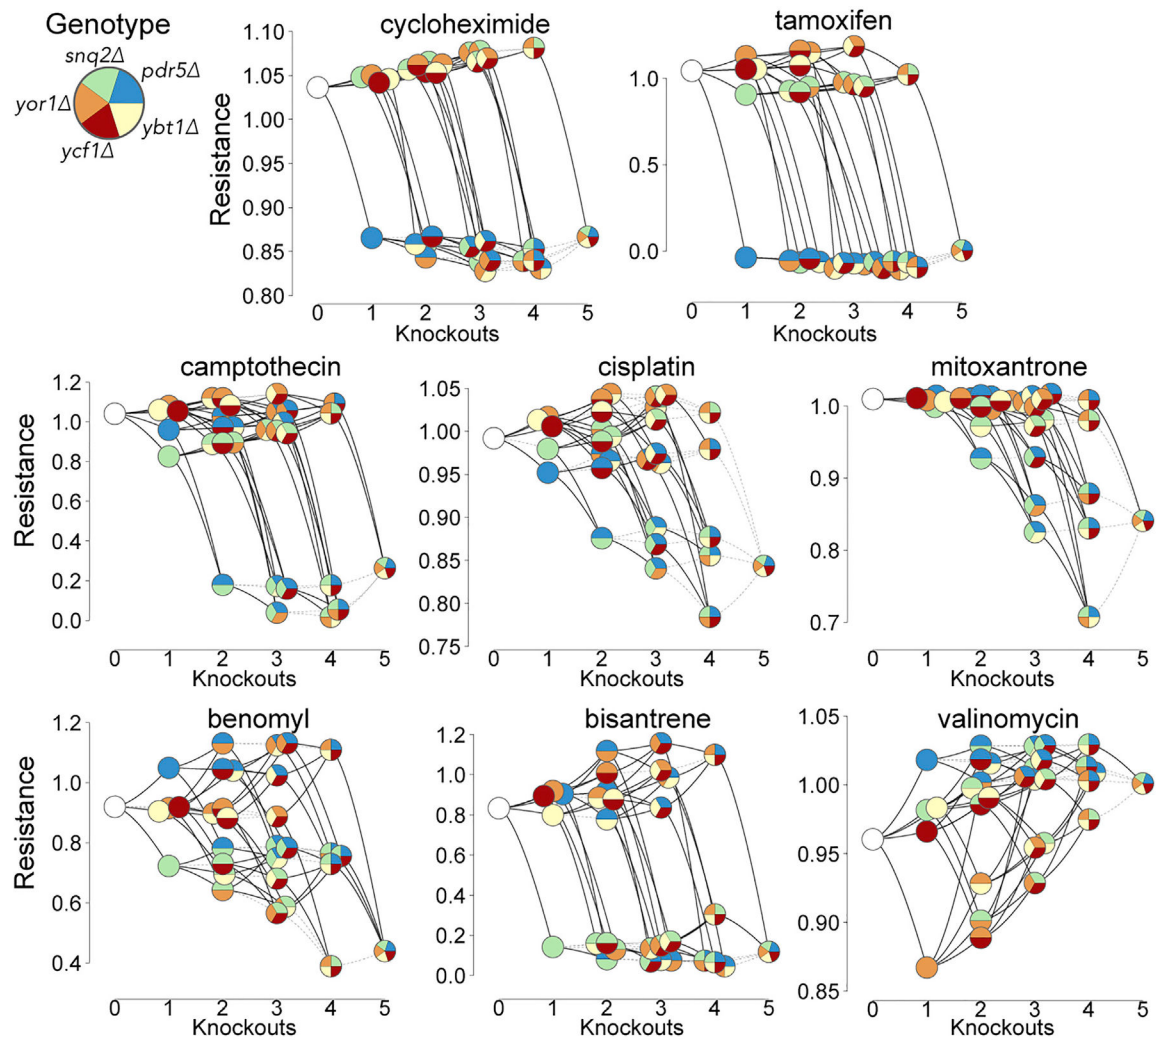 Genotype
snq2Δ
pdr5Δ
yor1Δ
ybt1Δ
ycf1Δ
cycloheximide
Resistance
1.10
1.05
1.00
0.95
0.90
0.85
0.80
0 1 2 3 4 5
Knockouts
tamoxifen
1.0
0.5
0.0
0 1 2 3 4 5
Knockouts
camptothecin
Resistance
1.2
1.0
0.8
0.6
0.4
0.2
0.0
0 1 2 3 4 5
Knockouts
cisplatin
1.05
1.00
0.95
0.90
0.85
0.80
0.75
0 1 2 3 4 5
Knockouts
mitoxantrone
1.0
0.9
0.8
0.7
0 1 2 3 4 5
Knockouts
benomyl
Resistance
1.2
1.0
0.8
0.6
0.4
0 1 2 3 4 5
Knockouts
bisantrene
1.2
1.0
0.8
0.6
0.4
0.2
0.0
0 1 2 3 4 5
Knockouts
valinomycin
1.05
1.00
0.95
0.90
0.85
0 1 2 3 4 5
Knockouts